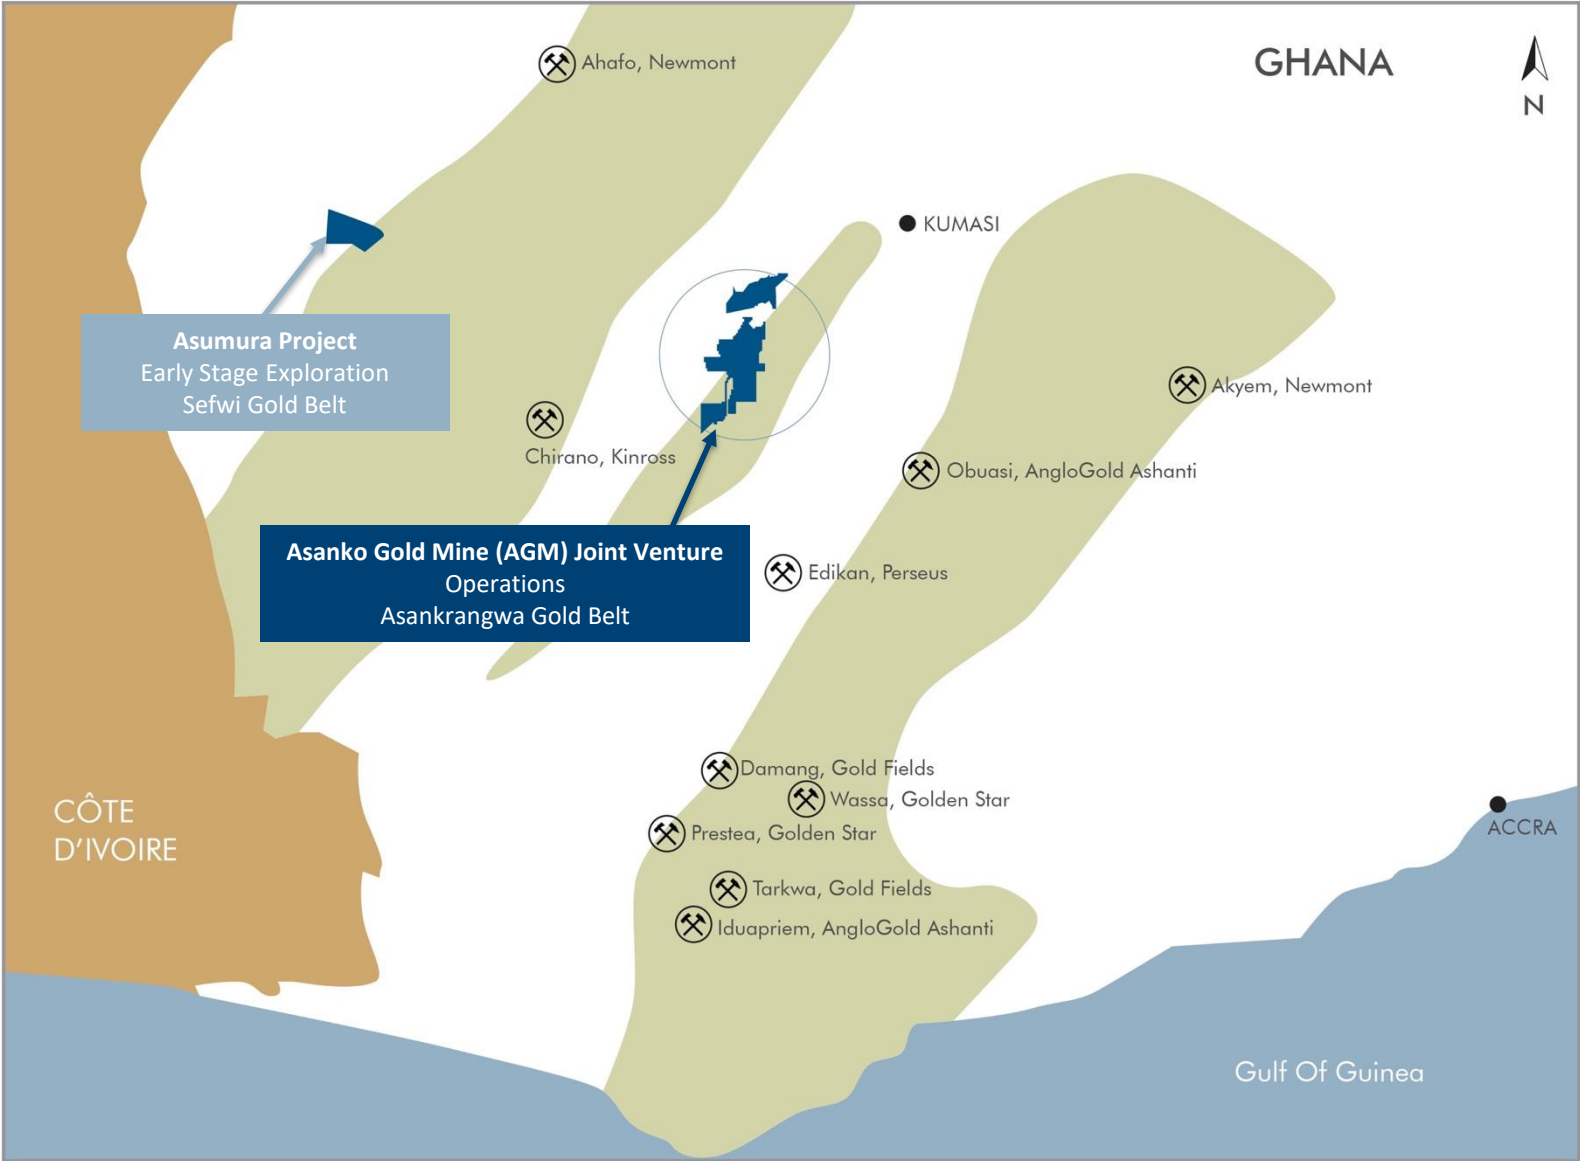 Ahafo, Newmont
GHANA
N
KUMASI
Asumura Project
Early Stage Exploration
Sefwi Gold Belt
Akyem, Newmont
Chirano, Kinross
Obuasi, AngloGold Ashanti
Asanko Gold Mine (AGM) Joint Venture
Operations
Asankrangwa Gold Belt
Edikan, Perseus
Damang, Gold Fields
Wassa, Golden Star
CÔTE
D'IVOIRE
Prestea, Golden Star
ACCRA
Tarkwa, Gold Fields
Iduapriem, AngloGold Ashanti
Gulf Of Guinea